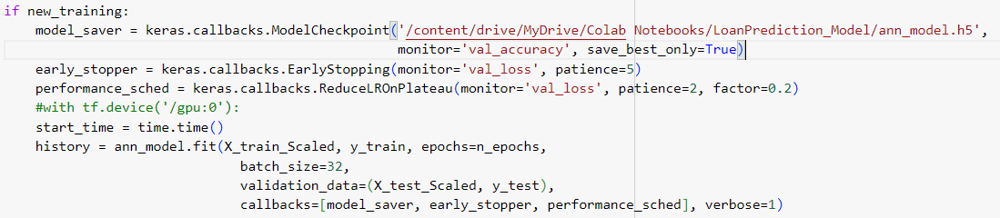 if new_training:
    model_saver = keras.callbacks.ModelCheckpoint('/content/drive/MyDrive/Colab Notebooks/LoanPrediction_Model/ann_model.h5',
                                                  monitor='val_accuracy', save_best_only=True)
    early_stopper = keras.callbacks.EarlyStopping(monitor='val_loss', patience=5)
    performance_sched = keras.callbacks.ReduceLROnPlateau(monitor='val_loss', patience=2, factor=0.2)
    #with tf.device('/gpu:0'):
    start_time = time.time()
    history = ann_model.fit(X_train_Scaled, y_train, epochs=n_epochs,
                             batch_size=32,
                             validation_data=(X_test_Scaled, y_test),
                             callbacks=[model_saver, early_stopper, performance_sched], verbose=1)